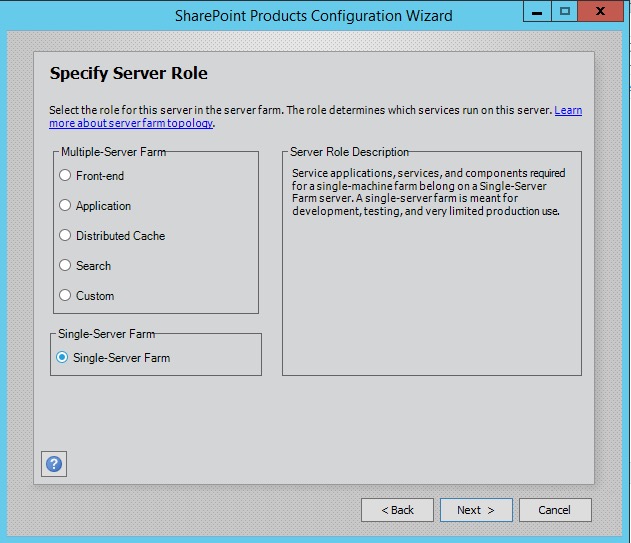 SharePoint Products Configuration Wizard
Specify Server Role
Select the role for this server in the server farm. The role determines which services run on this server. Learn
more about server farm topology.
Multiple-Server Farm
Front-end
Application
Distributed Cache
Search
Custom
Single-Server Farm
Single-Server Farm
Server Role Description
Service applications, services, and components required
for a single-machine farm belong on a Single-Server
Farm server. A single-server farm is meant for
development, testing, and very limited production use.
?
< Back
Next >
Cancel